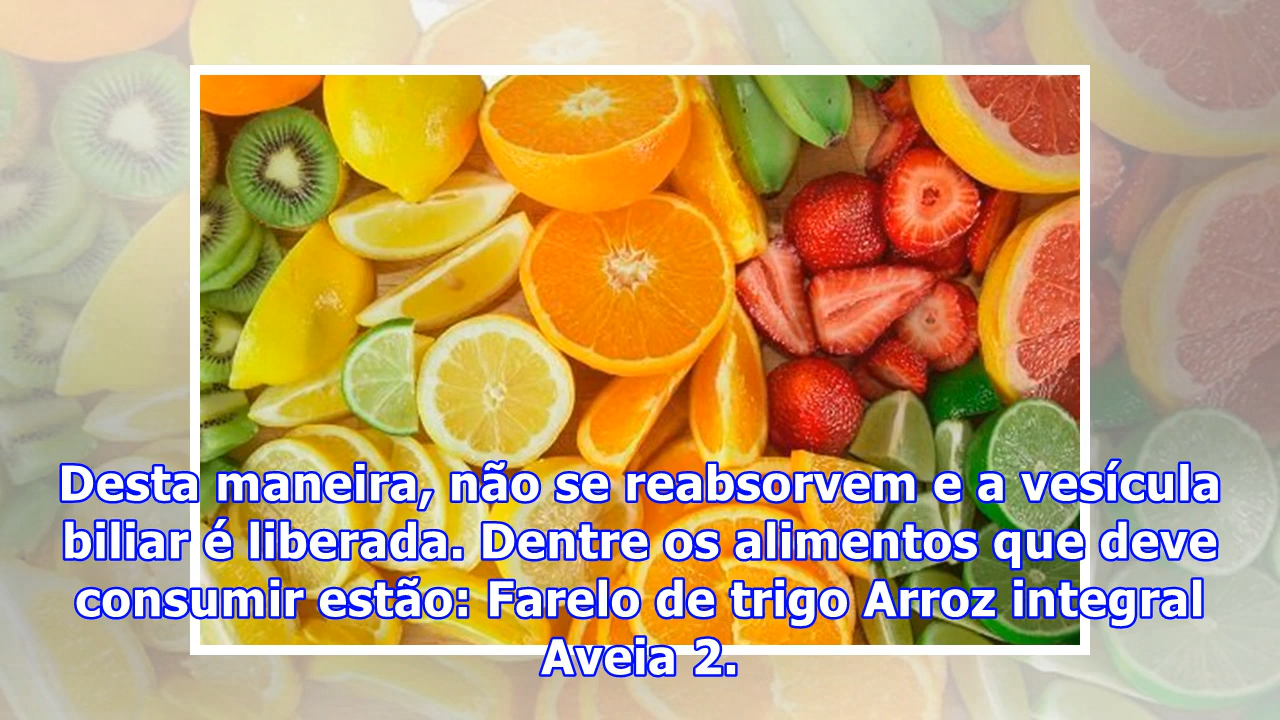 Desta maneira, não se reabsorvem e a vesícula
biliar é liberada. Dentre os alimentos que deve
consumir estão: Farelo de trigo Arroz integral
Aveia 2.